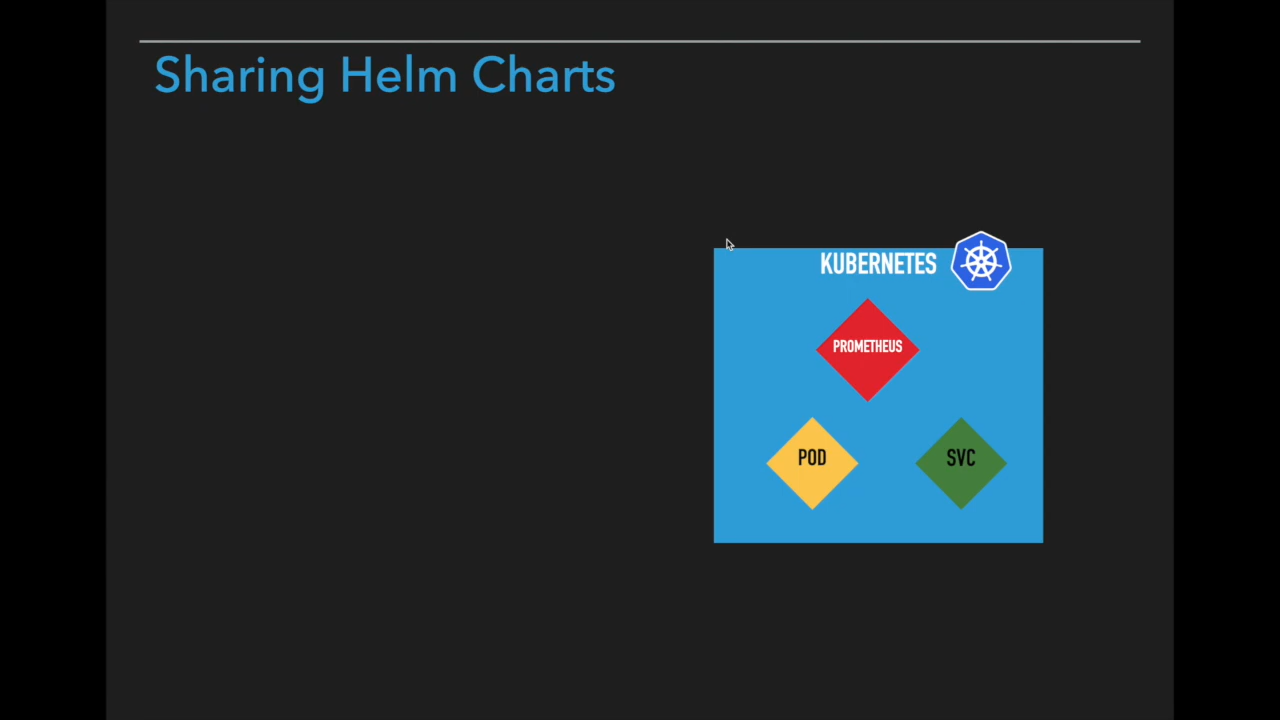 Sharing Helm Charts
KUBERNETES
PROMETHEUS
POD
SVC